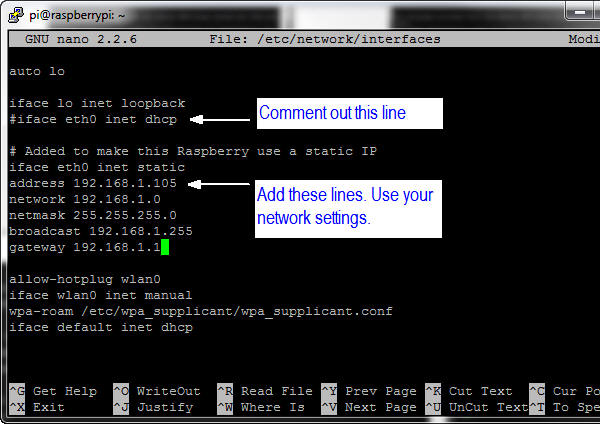 pi@raspberrypi: ~
GNU nano 2.2.6 File: /etc/network/interfaces Modi
auto lo
iface lo inet loopback
#iface eth0 inet dhcp
Comment out this line
# Added to make this Raspberry use a static IP
iface eth0 inet static
address 192.168.1.105
network 192.168.1.0
netmask 255.255.255.0
broadcast 192.168.1.255
gateway 192.168.1.1
Add these lines. Use your
network settings.
allow-hotplug wlan0
iface wlan0 inet manual
wpa-roam /etc/wpa_supplicant/wpa_supplicant.conf
iface default inet dhcp
^G Get Help ^O WriteOut ^R Read File ^Y Prev Page ^K Cut Text ^C Cur Po
^X Exit ^J Justify ^W Where Is ^V Next Page ^U UnCut Text ^T To Spe